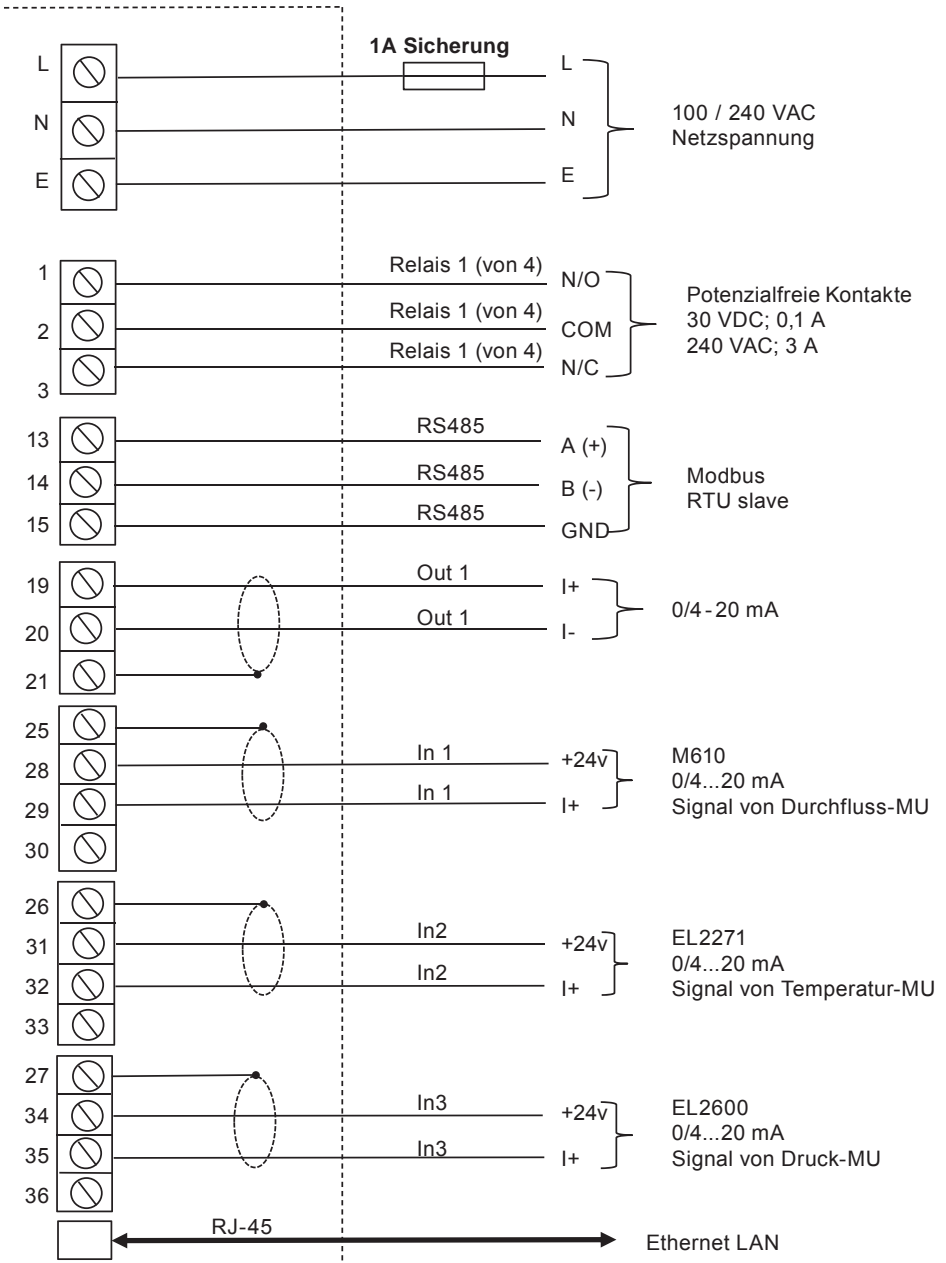 1A Sicherung
L
L
N
N
E
E
100 / 240 VAC
Netzspannung
1
Relais 1 (von 4)
N/O
2
Relais 1 (von 4)
COM
3
Relais 1 (von 4)
N/C
Potenzialfreie Kontakte
30 VDC; 0,1 A
240 VAC; 3 A
13
RS485
A (+)
14
RS485
B (-)
15
RS485
GND
Modbus
RTU slave
19
Out 1
I+
20
Out 1
I-
21
0/4-20 mA
25
28
In 1
+24v
29
In 1
I+
30
M610
0/4...20 mA
Signal von Durchfluss-MU
26
31
In2
+24v
32
In2
I+
33
EL2271
0/4...20 mA
Signal von Temperatur-MU
27
34
In3
+24v
35
In3
I+
36
EL2600
0/4...20 mA
Signal von Druck-MU
RJ-45
Ethernet LAN